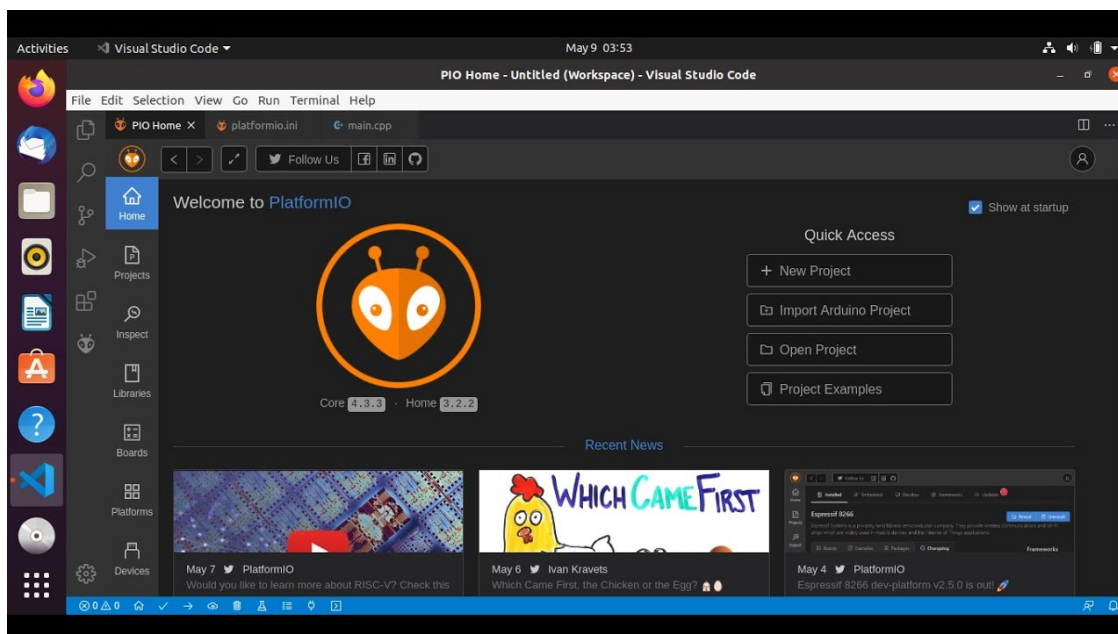 Activities Visual Studio Code May 9 03:53
PIO Home - Untitled (Workspace) - Visual Studio Code
File Edit Selection View Go Run Terminal Help
PIO Home platformio.ini main.cpp
Follow Us
Home
Projects
Inspect
Libraries
Boards
Platforms
Devices
Welcome to PlatformIO
Show at startup
Core 4.3.3 · Home 3.2.2
Quick Access
New Project
Import Arduino Project
Open Project
Project Examples
Recent News
May 7 PlatformIO
Would you like to learn more about RISC-V? Check this
WHICH CAME FIRST
May 6 Ivan Kravets
Which Came First, the Chicken or the Egg?
Espressif 8266
Frameworks
May 4 PlatformIO
Espressif 8266 dev-platform v2.5.0 is out!
0 0